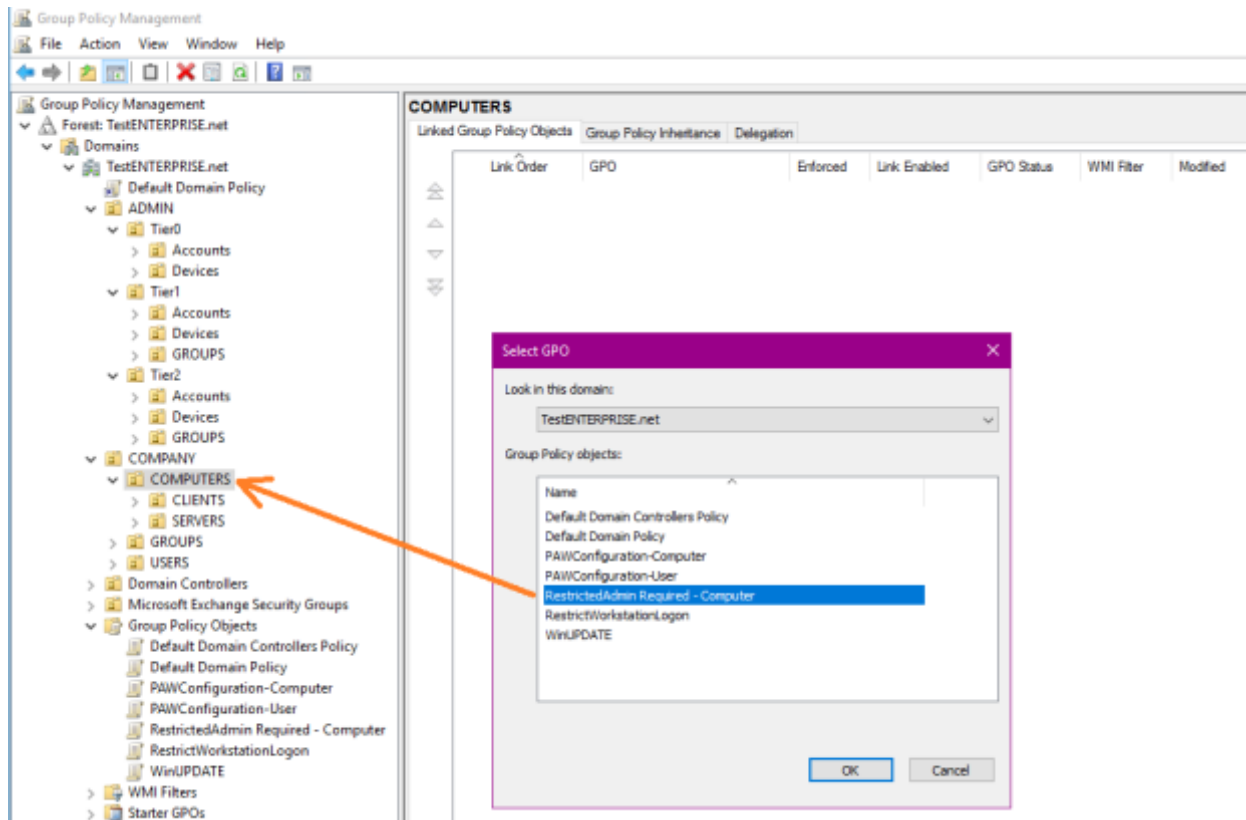 Group Policy Management
File Action View Window Help
Group Policy Management
Forest: TestENTERPRISE.net
Domains
TestENTERPRISE.net
Default Domain Policy
ADMIN
Tier0
Accounts
Devices
Tier1
Accounts
Devices
GROUPS
Tier2
Accounts
Devices
GROUPS
COMPANY
COMPUTERS
CLIENTS
SERVERS
GROUPS
USERS
Domain Controllers
Microsoft Exchange Security Groups
Group Policy Objects
Default Domain Controllers Policy
Default Domain Policy
PAWConfiguration-Computer
PAWConfiguration-User
RestrictedAdmin Required - Computer
RestrictWorkstationLogon
WinUPDATE
WMI Filters
Starter GPOs
COMPUTERS
Linked Group Policy Objects Group Policy Inheritance Delegation
Link Order GPO Enforced Link Enabled GPO Status WMI Filter Modified
Select GPO
Look in this domain:
TestENTERPRISE.net
Group Policy objects:
Name
Default Domain Controllers Policy
Default Domain Policy
PAWConfiguration-Computer
PAWConfiguration-User
RestrictedAdmin Required - Computer
RestrictWorkstationLogon
WinUPDATE
OK Cancel